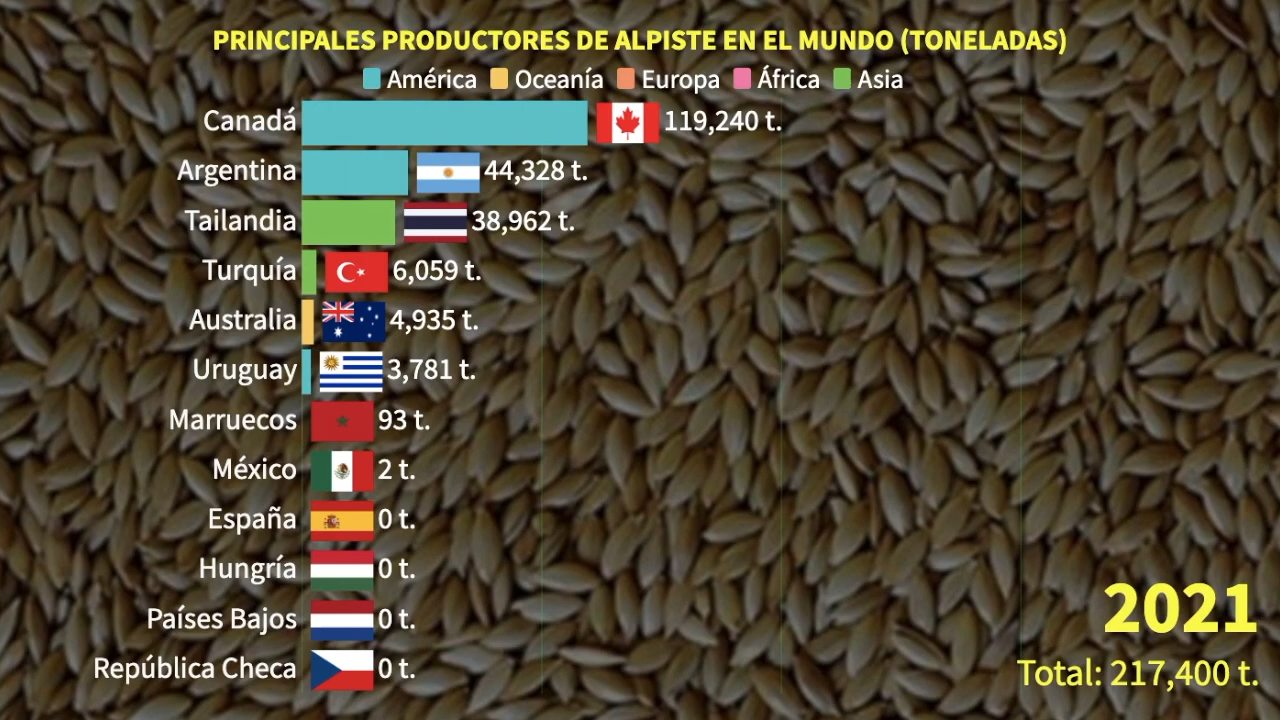 PRINCIPALES PRODUCTORES DE ALPISTE EN EL MUNDO (TONELADAS)
América Oceanía Europa África Asia
Canadá 119,240 t.
Argentina 44,328 t.
Tailandia 38,962 t.
Turquía 6,059 t.
Australia 4,935 t.
Uruguay 3,781 t.
Marruecos 93 t.
México 2 t.
España 0 t.
Hungría 0 t.
Países Bajos 0 t.
República Checa 0 t.
2021
Total: 217,400 t.